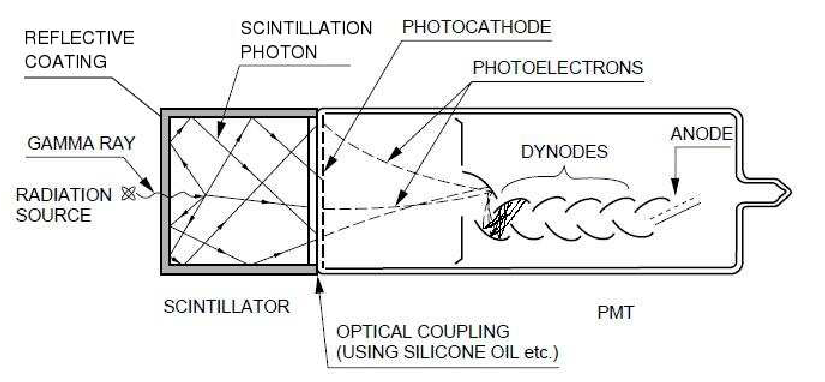 REFLECTIVE
COATING
SCINTILLATION
PHOTON
PHOTOCATHODE
PHOTOELECTRONS
GAMMA RAY
RADIATION
SOURCE
DYNODES
ANODE
SCINTILLATOR
OPTICAL COUPLING
(USING SILICONE OIL etc.)
PMT